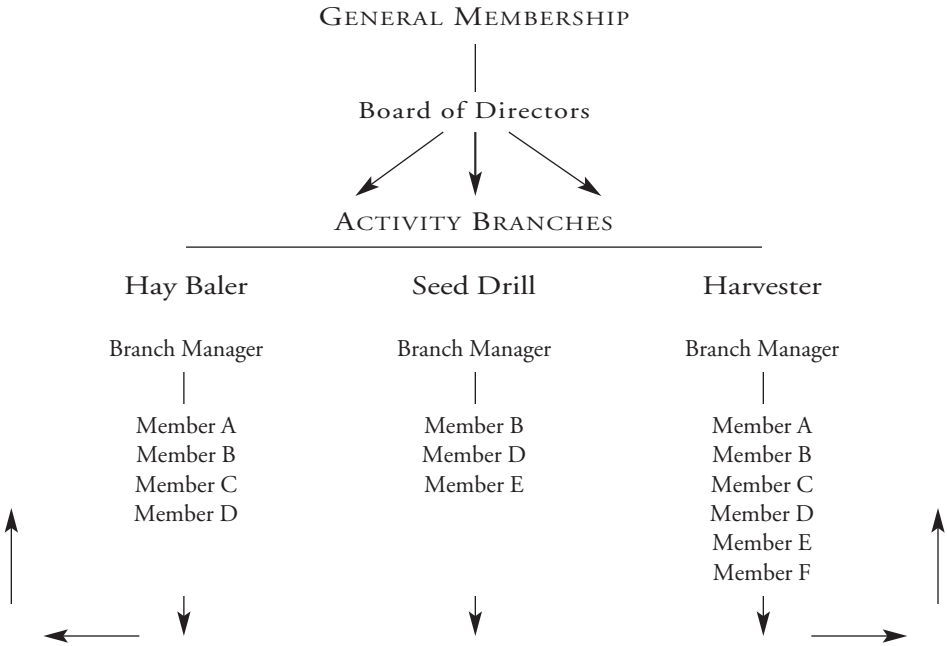 GENERAL MEMBERSHIP
Board of Directors
ACTIVITY BRANCHES
Hay Baler
Branch Manager
Member A
Member B
Member C
Member D
Seed Drill
Branch Manager
Member B
Member D
Member E
Harvester
Branch Manager
Member A
Member B
Member C
Member D
Member E
Member F